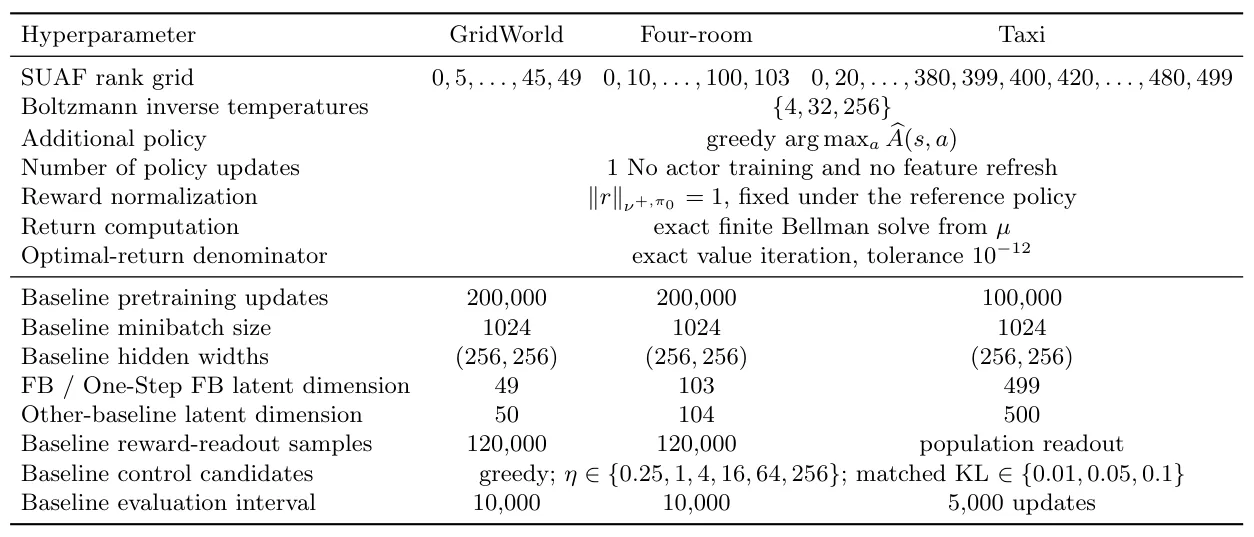 Hyperparameter GridWorld Four-room Taxi
SUAF rank grid 0, 5, . . . , 45, 49 0, 10, . . . , 100, 103 0, 20, . . . , 380, 399, 400, 420, . . . , 480, 499
Boltzmann inverse temperatures {4, 32, 256}
Additional policy greedy arg maxₐ Â(s, a)
Number of policy updates 1 No actor training and no feature refresh
Reward normalization ‖r‖ν⁺,π₀ = 1, fixed under the reference policy
Return computation exact finite Bellman solve from μ
Optimal-return denominator exact value iteration, tolerance 10⁻¹²
Baseline pretraining updates 200,000 200,000 100,000
Baseline minibatch size 1024 1024 1024
Baseline hidden widths (256, 256) (256, 256) (256, 256)
FB / One-Step FB latent dimension 49 103 499
Other-baseline latent dimension 50 104 500
Baseline reward-readout samples 120,000 120,000 population readout
Baseline control candidates greedy; η ∈ {0.25, 1, 4, 16, 64, 256}; matched KL ∈ {0.01, 0.05, 0.1}
Baseline evaluation interval 10,000 10,000 5,000 updates